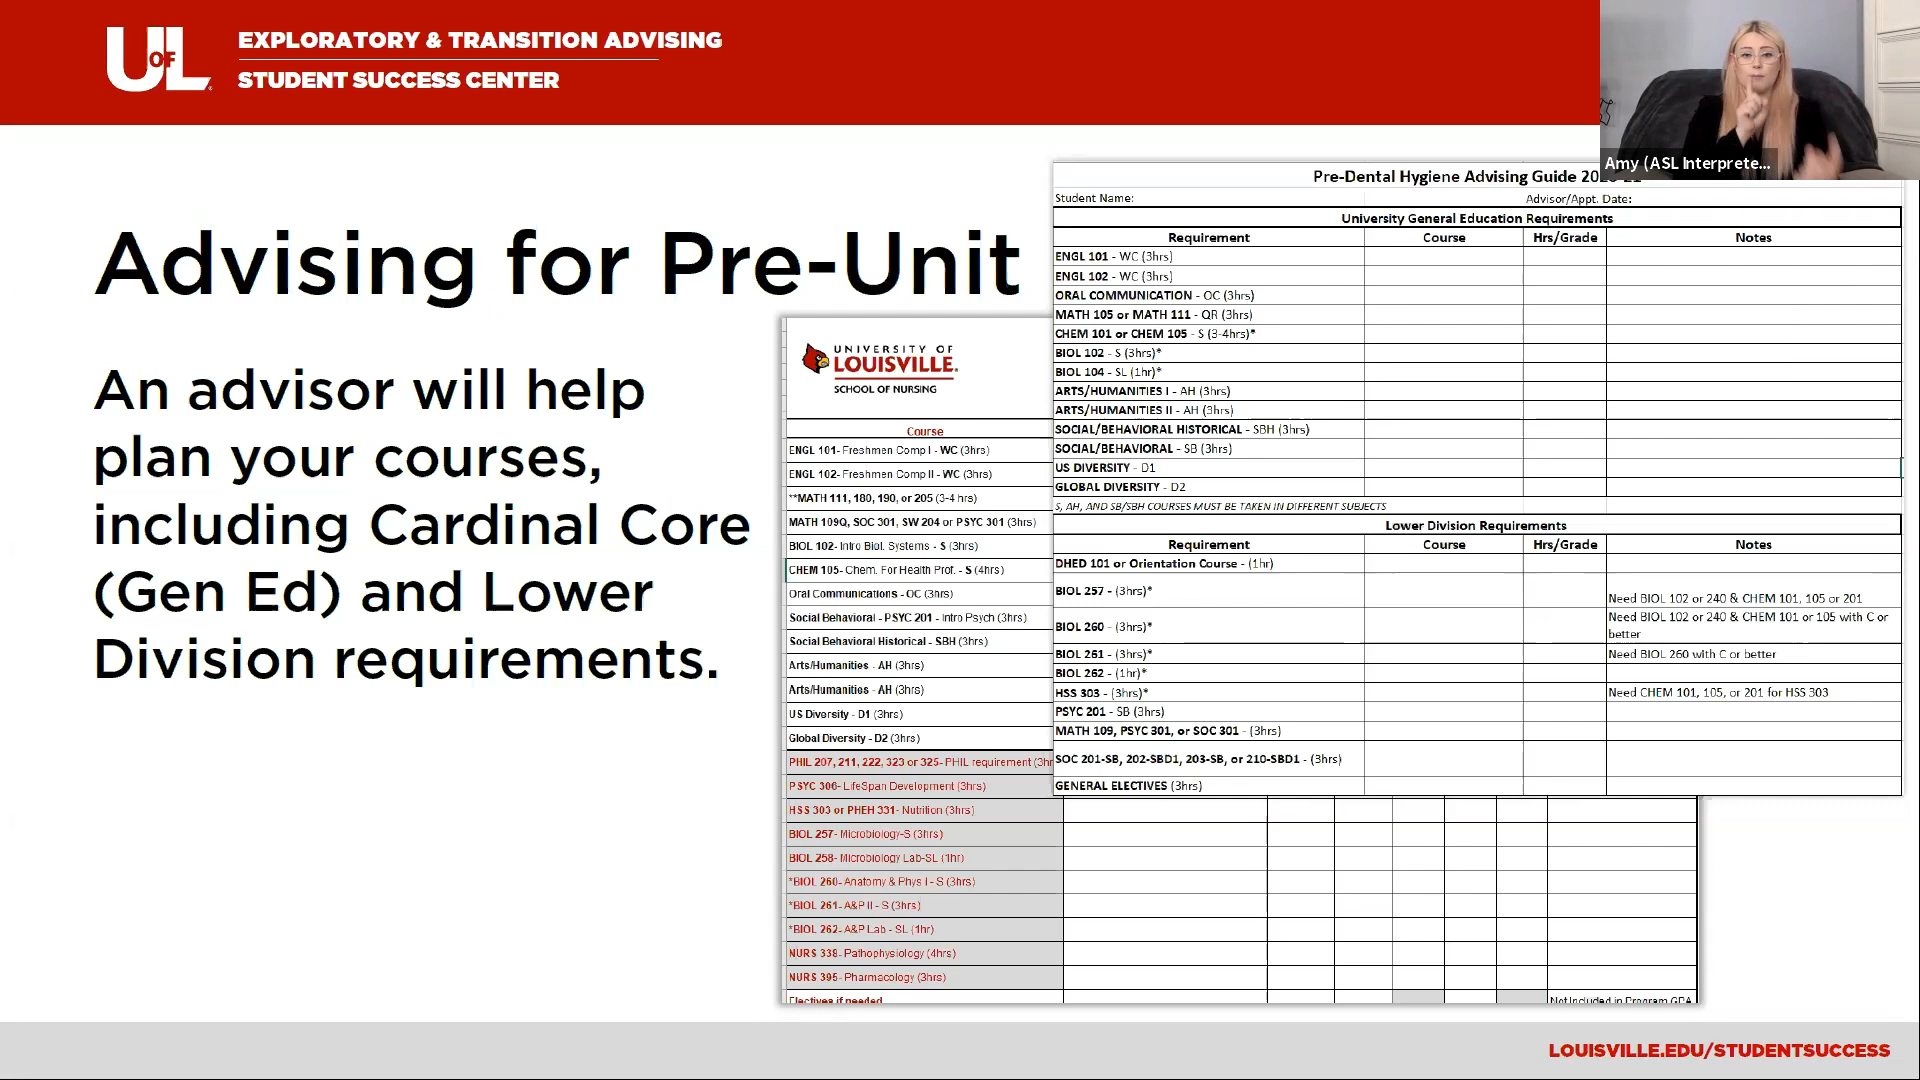 UofL
EXPLORATORY & TRANSITION ADVISING
STUDENT SUCCESS CENTER
Amy (ASL Interprete...
Advising for Pre-Unit
An advisor will help
plan your courses,
including Cardinal Core
(Gen Ed) and Lower
Division requirements.
UNIVERSITY OF
LOUISVILLE.
SCHOOL OF NURSING
Course
ENGL 101- Freshmen Comp I - WC (3hrs)
ENGL 102- Freshmen Comp II - WC (3hrs)
**MATH 111, 180, 190, or 205 (3-4 hrs)
MATH 109Q, SOC 301, SW 204 or PSYC 301 (3hrs)
BIOL 102- Intro Biol. Systems - S (3hrs)
CHEM 105- Chem. For Health Prof. - S (4hrs)
Oral Communications - OC (3hrs)
Social Behavioral - PSYC 201 - Intro Psych (3hrs)
Social Behavioral Historical - SBH (3hrs)
Arts/Humanities - AH (3hrs)
Arts/Humanities - AH (3hrs)
US Diversity - D1 (3hrs)
Global Diversity - D2 (3hrs)
PHIL 207, 211, 222, 323 or 325- PHIL requirement (3hr
PSYC 306- LifeSpan Development (3hrs)
HSS 303 or PHEH 331- Nutrition (3hrs)
BIOL 257- Microbiology-S (3hrs)
BIOL 258- Microbiology Lab-SL (1hr)
*BIOL 260- Anatomy & Phys I - S (3hrs)
*BIOL 261- A&P II - S (3hrs)
*BIOL 262- A&P Lab - SL (1hr)
NURS 338- Pathophysiology (4hrs)
NURS 395- Pharmacology (3hrs)
Electives if needed
Not Included in Program GPA
Pre-Dental Hygiene Advising Guide
Student Name: Advisor/Appt. Date:
University General Education Requirements
Requirement Course Hrs/Grade Notes
ENGL 101 - WC (3hrs)
ENGL 102 - WC (3hrs)
ORAL COMMUNICATION - OC (3hrs)
MATH 105 or MATH 111 - QR (3hrs)
CHEM 101 or CHEM 105 - S (3-4hrs)*
BIOL 102 - S (3hrs)*
BIOL 104 - SL (1hr)*
ARTS/HUMANITIES I - AH (3hrs)
ARTS/HUMANITIES II - AH (3hrs)
SOCIAL/BEHAVIORAL HISTORICAL - SBH (3hrs)
SOCIAL/BEHAVIORAL - SB (3hrs)
US DIVERSITY - D1
GLOBAL DIVERSITY - D2
S, AH, AND SB/SBH COURSES MUST BE TAKEN IN DIFFERENT SUBJECTS
Lower Division Requirements
Requirement Course Hrs/Grade Notes
DHED 101 or Orientation Course - (1hr)
BIOL 257 - (3hrs)* Need BIOL 102 or 240 & CHEM 101, 105 or 201
BIOL 260 - (3hrs)* Need BIOL 102 or 240 & CHEM 101 or 105 with C or
better
BIOL 261 - (3hrs)* Need BIOL 260 with C or better
BIOL 262 - (1hr)*
HSS 303 - (3hrs)* Need CHEM 101, 105, or 201 for HSS 303
PSYC 201 - SB (3hrs)
MATH 109, PSYC 301, or SOC 301 - (3hrs)
SOC 201-SB, 202-SBD1, 203-SB, or 210-SBD1 - (3hrs)
GENERAL ELECTIVES (3hrs)
LOUISVILLE.EDU/STUDENTSUCCESS